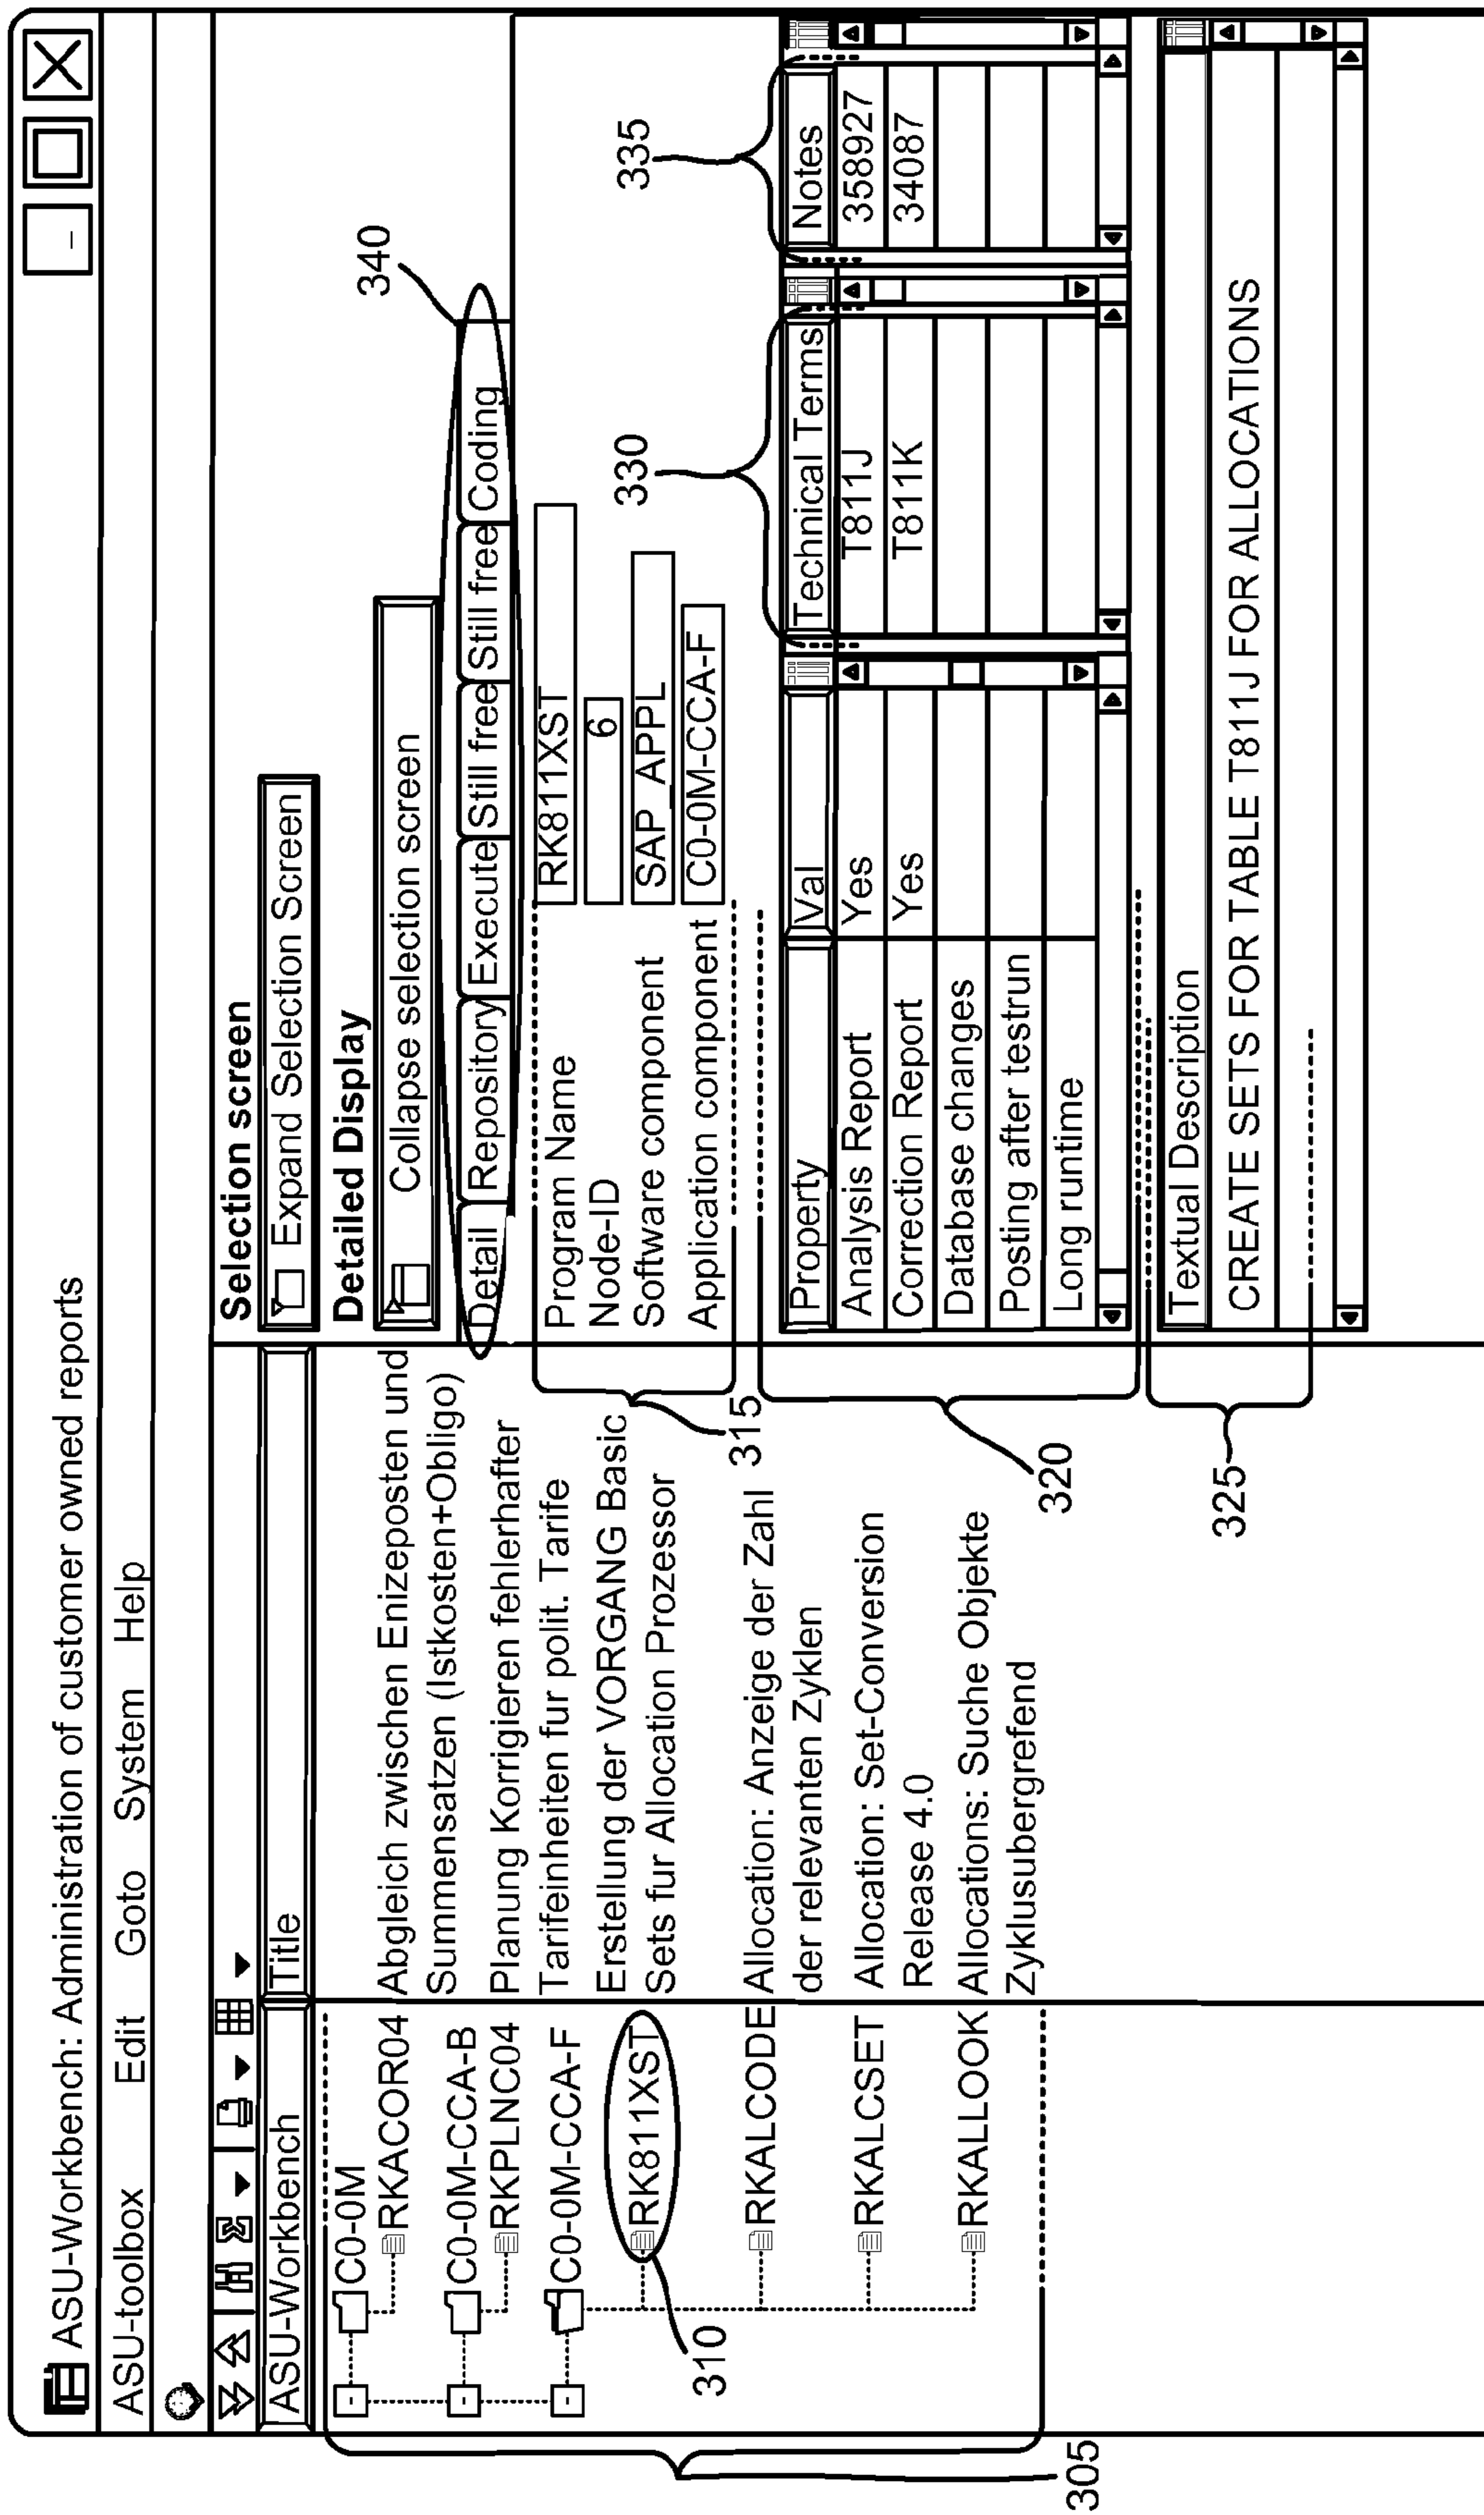 ASU-Workbench: Administration of customer owned reports
ASU-toolbox Edit Goto System Help
ASU-Workbench Title
C0-0M
RKACOR04 Abgleich zwischen Enizeposten und
Summensatzen (Istkosten+Obligo)
C0-0M-CCA-B
RKPLNC04 Planung Korrigieren fehlerhafter
Tarifeinheiten fur polit. Tarife
C0-0M-CCA-F
RK811XST Erstellung der VORGANG Basic
Sets fur Allocation Prozessor
RKALCODE Allocation: Anzeige der Zahl
der relevanten Zyklen
RKALCSET Allocation: Set-Conversion
Release 4.0
RKALLOOK Allocations: Suche Objekte
Zyklusubergrefend
305
310
Selection screen
Expand Selection Screen
Detailed Display
Collapse selection screen
340
Detail Repository Execute Still free Still free Coding
Program Name RK811XST
Node-ID 6
Software component SAP_APPL
Application component C0-0M-CCA-F
315
330
335
Property Val Technical Terms Notes
Analysis Report Yes T811J 358927
Correction Report Yes T811K 34087
Database changes
Posting after testrun
Long runtime
320
Textual Description
CREATE SETS FOR TABLE T811J FOR ALLOCATIONS
325